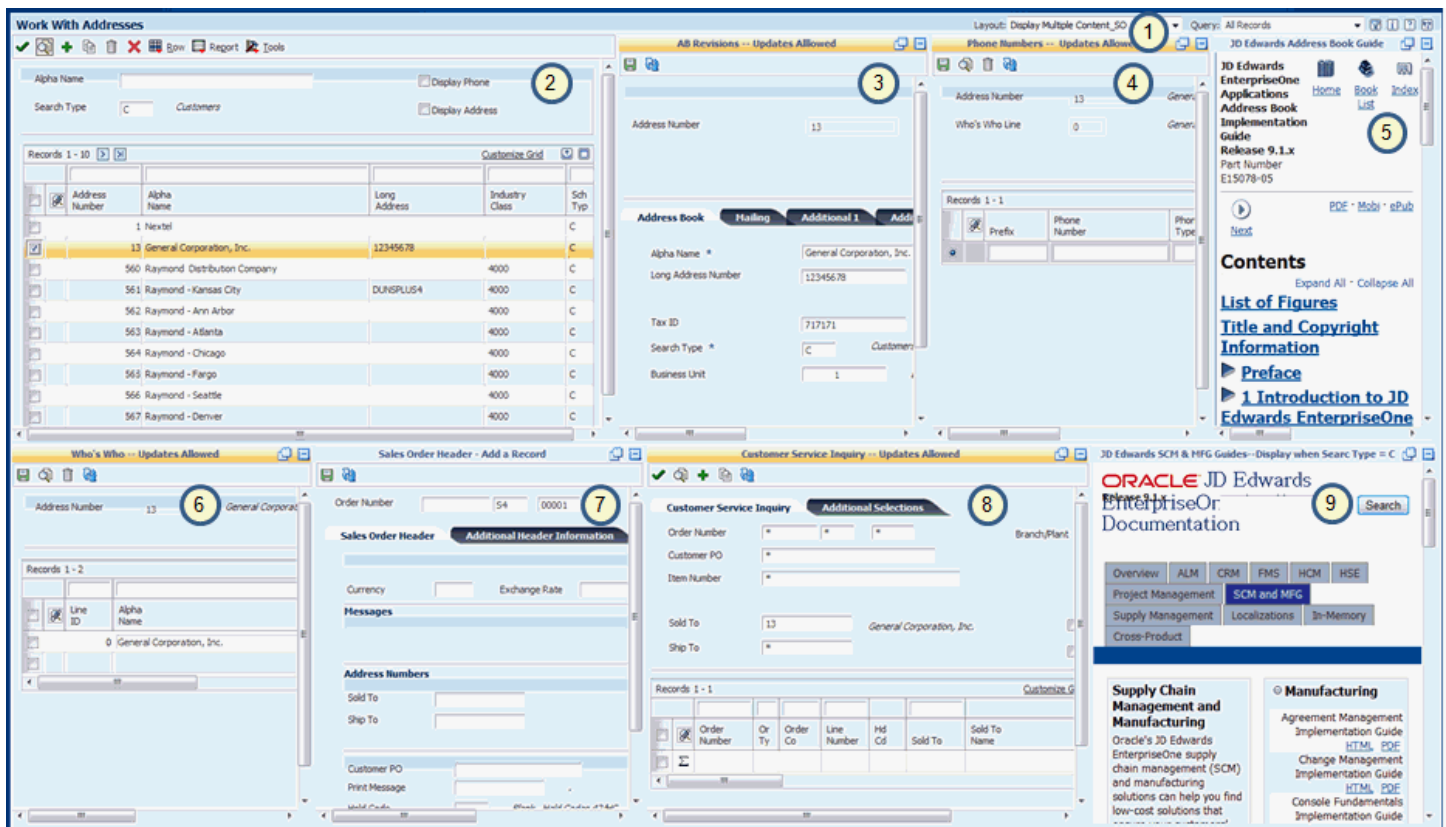 Work With Addresses
Layout: Display Multiple Content_SO
1
Query: All Records
Row Report Tools
Alpha Name
Display Phone
2
Search Type C Customers
Display Address
Records 1 - 10
Customize Grid
Address Number
Alpha Name
Long Address
Industry Class
Sch Typ
1 Nextel C
13 General Corporation, Inc. 12345678 C
560 Raymond Distribution Company 4000 C
561 Raymond - Kansas City DUNSPLUS4 4000 C
562 Raymond - Ann Arbor 4000 C
563 Raymond - Atlanta 4000 C
564 Raymond - Chicago 4000 C
565 Raymond - Fargo 4000 C
566 Raymond - Seattle 4000 C
567 Raymond - Denver 4000 C
AB Revisions -- Updates Alllowed
3
Address Number 13
Address Book Mailing Additional 1 Addi
Alpha Name * General Corporation, Inc.
Long Address Number 12345678
Tax ID 717171
Search Type * C Customers
Business Unit 1
Phone Numbers -- Updates Allowe
4
Address Number 13 Genera
Who's Who Line 0 Genera
Records 1 - 1
Prefix
Phone Number
Phor Type
JD Edwards Address Book Guide
JD Edwards
EnterpriseOne
Applications
Address Book
Implementation
Guide
Release 9.1.x
Part Number
E15078-05
Home
Book List
Index
5
Next
PDF · Mobi · ePub
Contents
Expand All · Collapse All
List of Figures
Title and Copyright
Information
Preface
1 Introduction to JD
Edwards EnterpriseOne
Who's Who -- Updates Allowed
6
Address Number 13 General Corporat
Records 1 - 2
Line ID
Alpha Name
0 General Corporation, Inc.
Sales Order Header - Add a Record
Order Number S4 00001
7
Sales Order Header Additional Header Information
Currency Exchange Rate
Messages
Address Numbers
Sold To
Ship To
Customer PO
Print Message
Customer Service Inquiry -- Updates Allowed
8
Customer Service Inquiry Additional Selections
Order Number * * * Branch/Plant
Customer PO *
Item Number *
Sold To 13 General Corporation, Inc.
Ship To *
Records 1 - 1
Customize G
Order Number
Or Ty
Order Co
Line Number
Hd Cd
Sold To
Sold To Name
Σ
JD Edwards SCM & MFG Guides--Display when Searc Type = C
ORACLE JD Edwards
EnterpriseOne
Release 9.1.x
Documentation
9
Search
Overview ALM CRM FMS HCM HSE
Project Management SCM and MFG
Supply Management Localizations In-Memory
Cross-Product
Supply Chain
Management and
Manufacturing
Oracle's JD Edwards
EnterpriseOne supply
chain management (SCM)
and manufacturing
solutions can help you find
low-cost solutions that
Manufacturing
Agreement Management
Implementation Guide
HTML PDF
Change Management
Implementation Guide
HTML PDF
Console Fundamentals
Implementation Guide